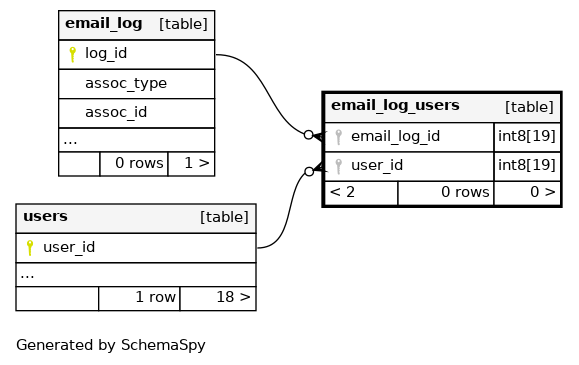 email_log [table]
log_id
assoc_type
assoc_id
...
0 rows 1 >
email_log_users [table]
email_log_id int8[19]
user_id int8[19]
< 2 0 rows 0 >
users [table]
user_id
...
1 row 18 >
Generated by SchemaSpy